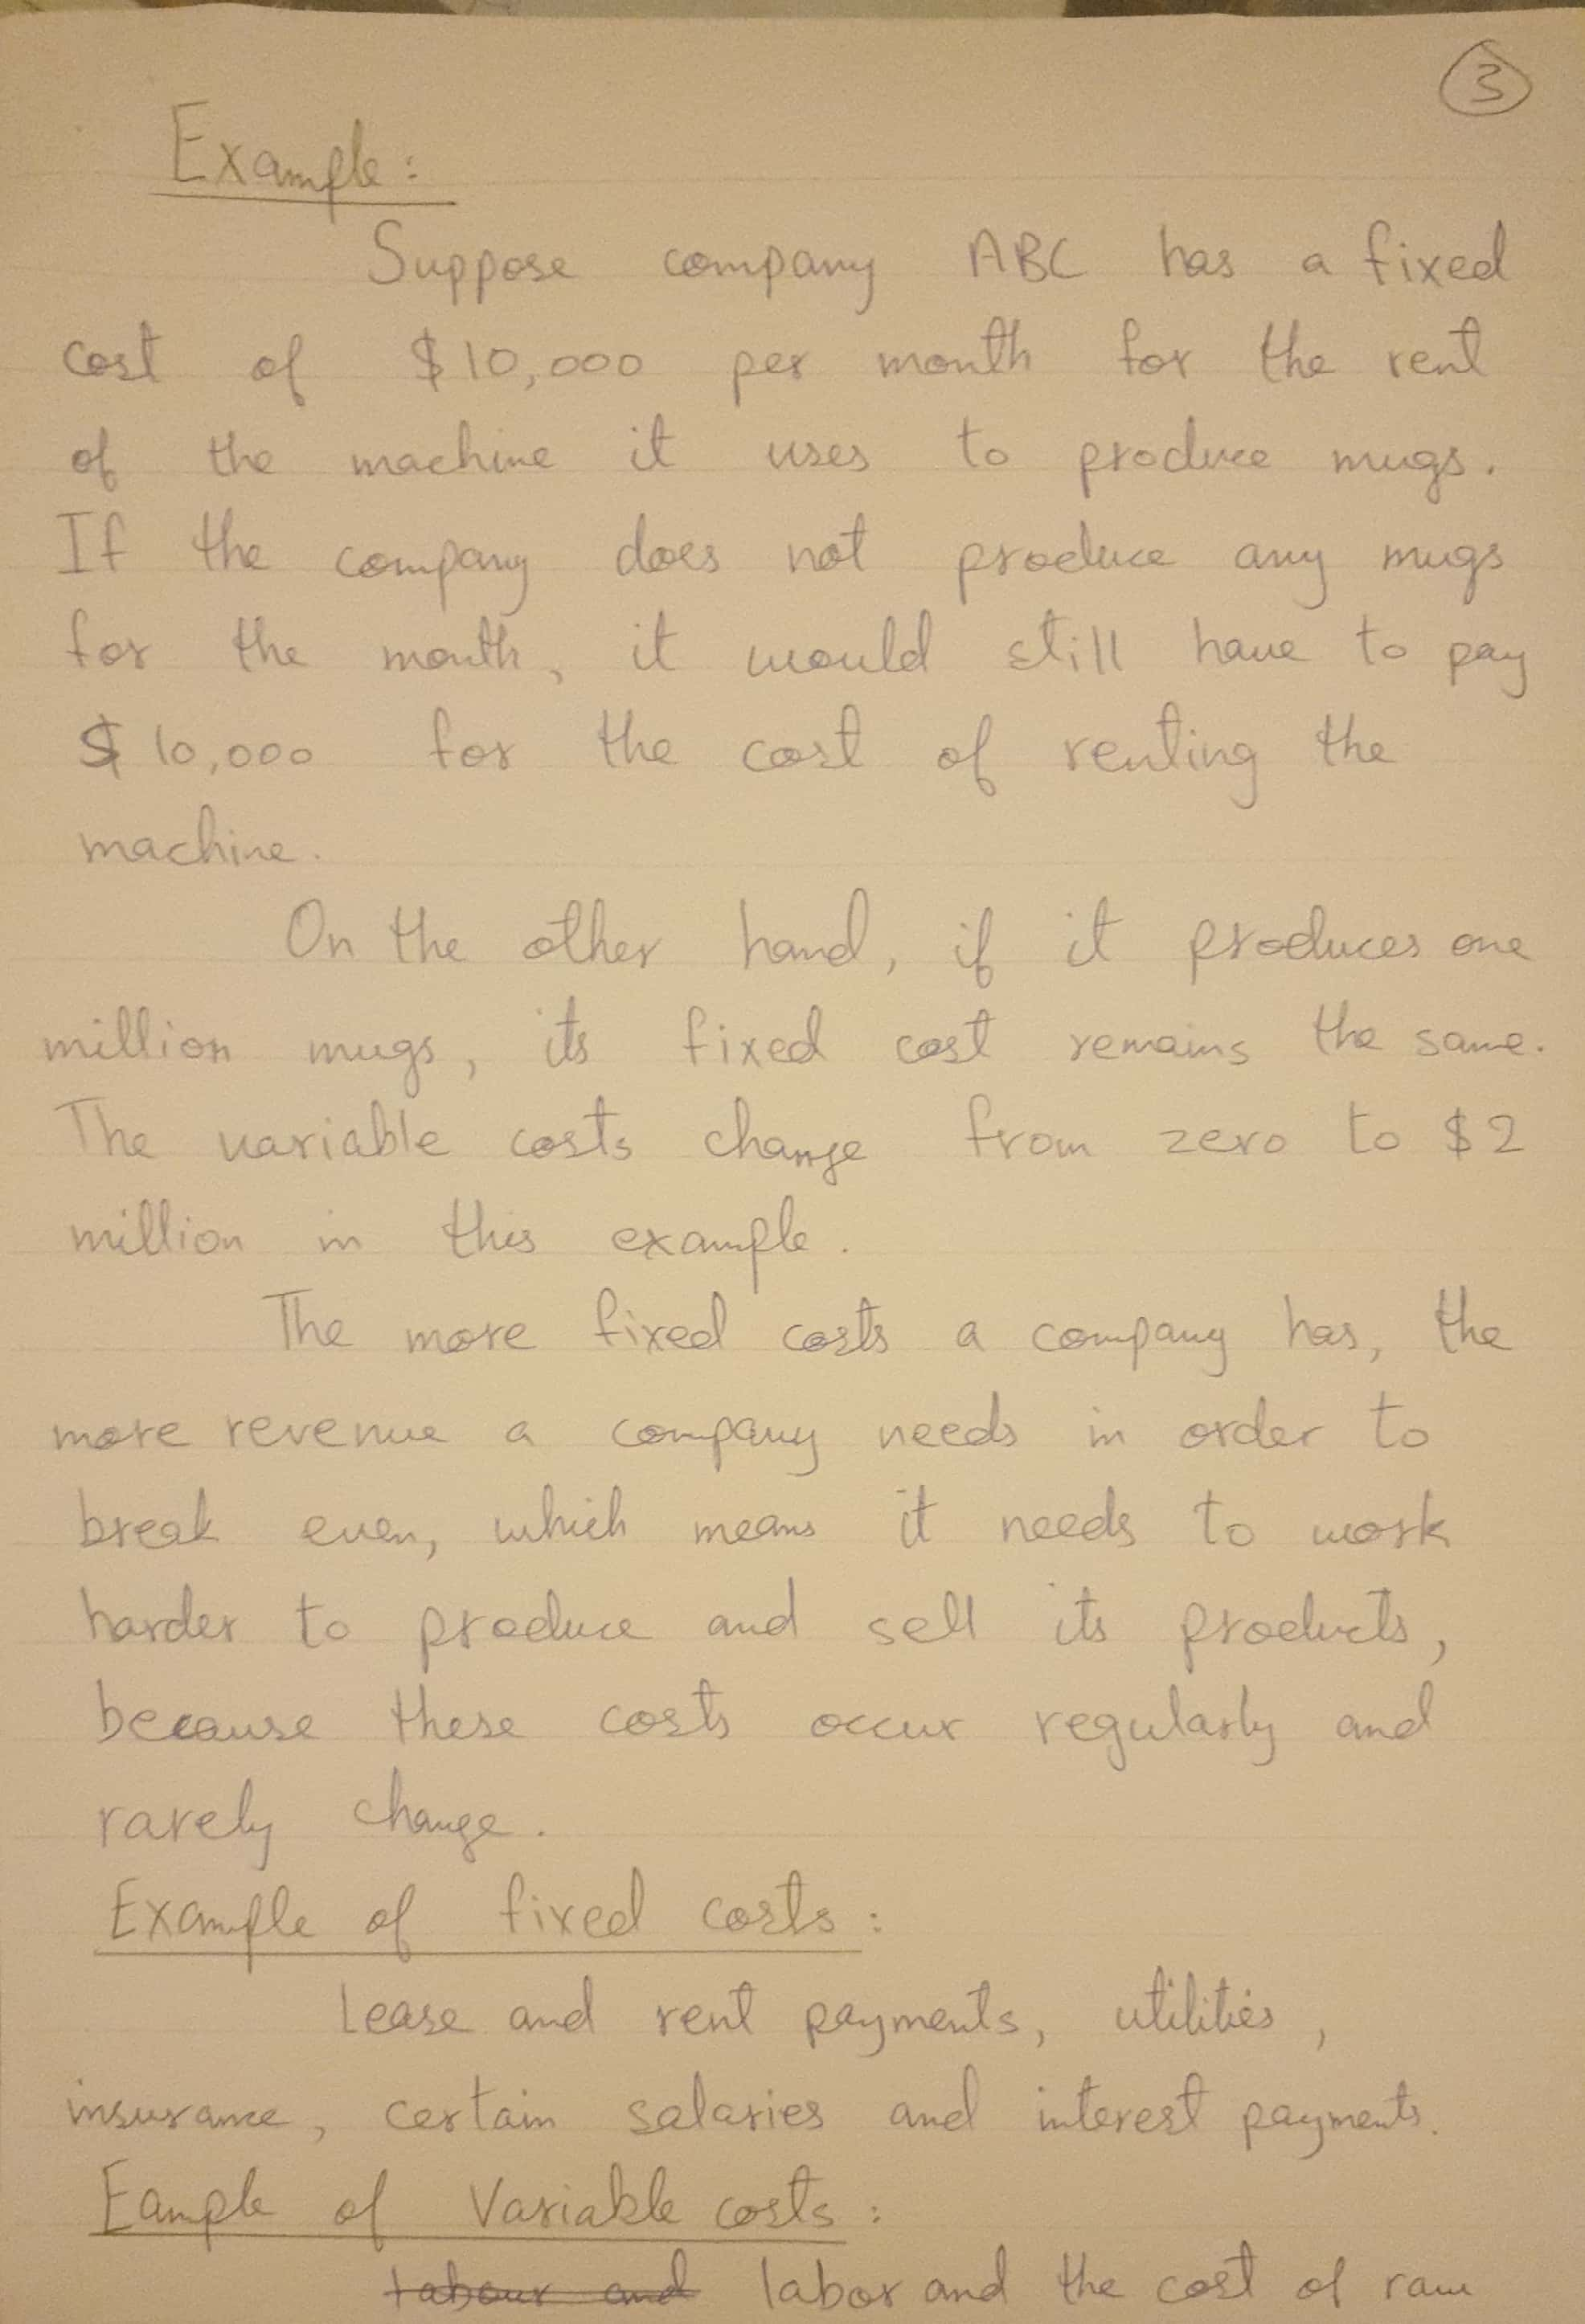 3
Example:
Suppose company ABC has a fixed
cost of $10,000 per month for the rent
of the machine it uses to produce mugs.
If the company does not produce any mugs
for the month, it would still have to pay
$10,000 for the cost of renting the
machine.
On the other hand, if it produces one
million mugs, its fixed cost remains the same.
The variable costs change from zero to $2
million in this example.
The more fixed costs a company has, the
more revenue a company needs in order to
break even, which means it needs to work
harder to produce and sell its products,
because these costs occur regularly and
rarely change.
Example of fixed costs:
Lease and rent payments, utilities,
insurance, certain salaries and interest payments.
Eample of Variable costs:
Labour and labor and the cost of raw